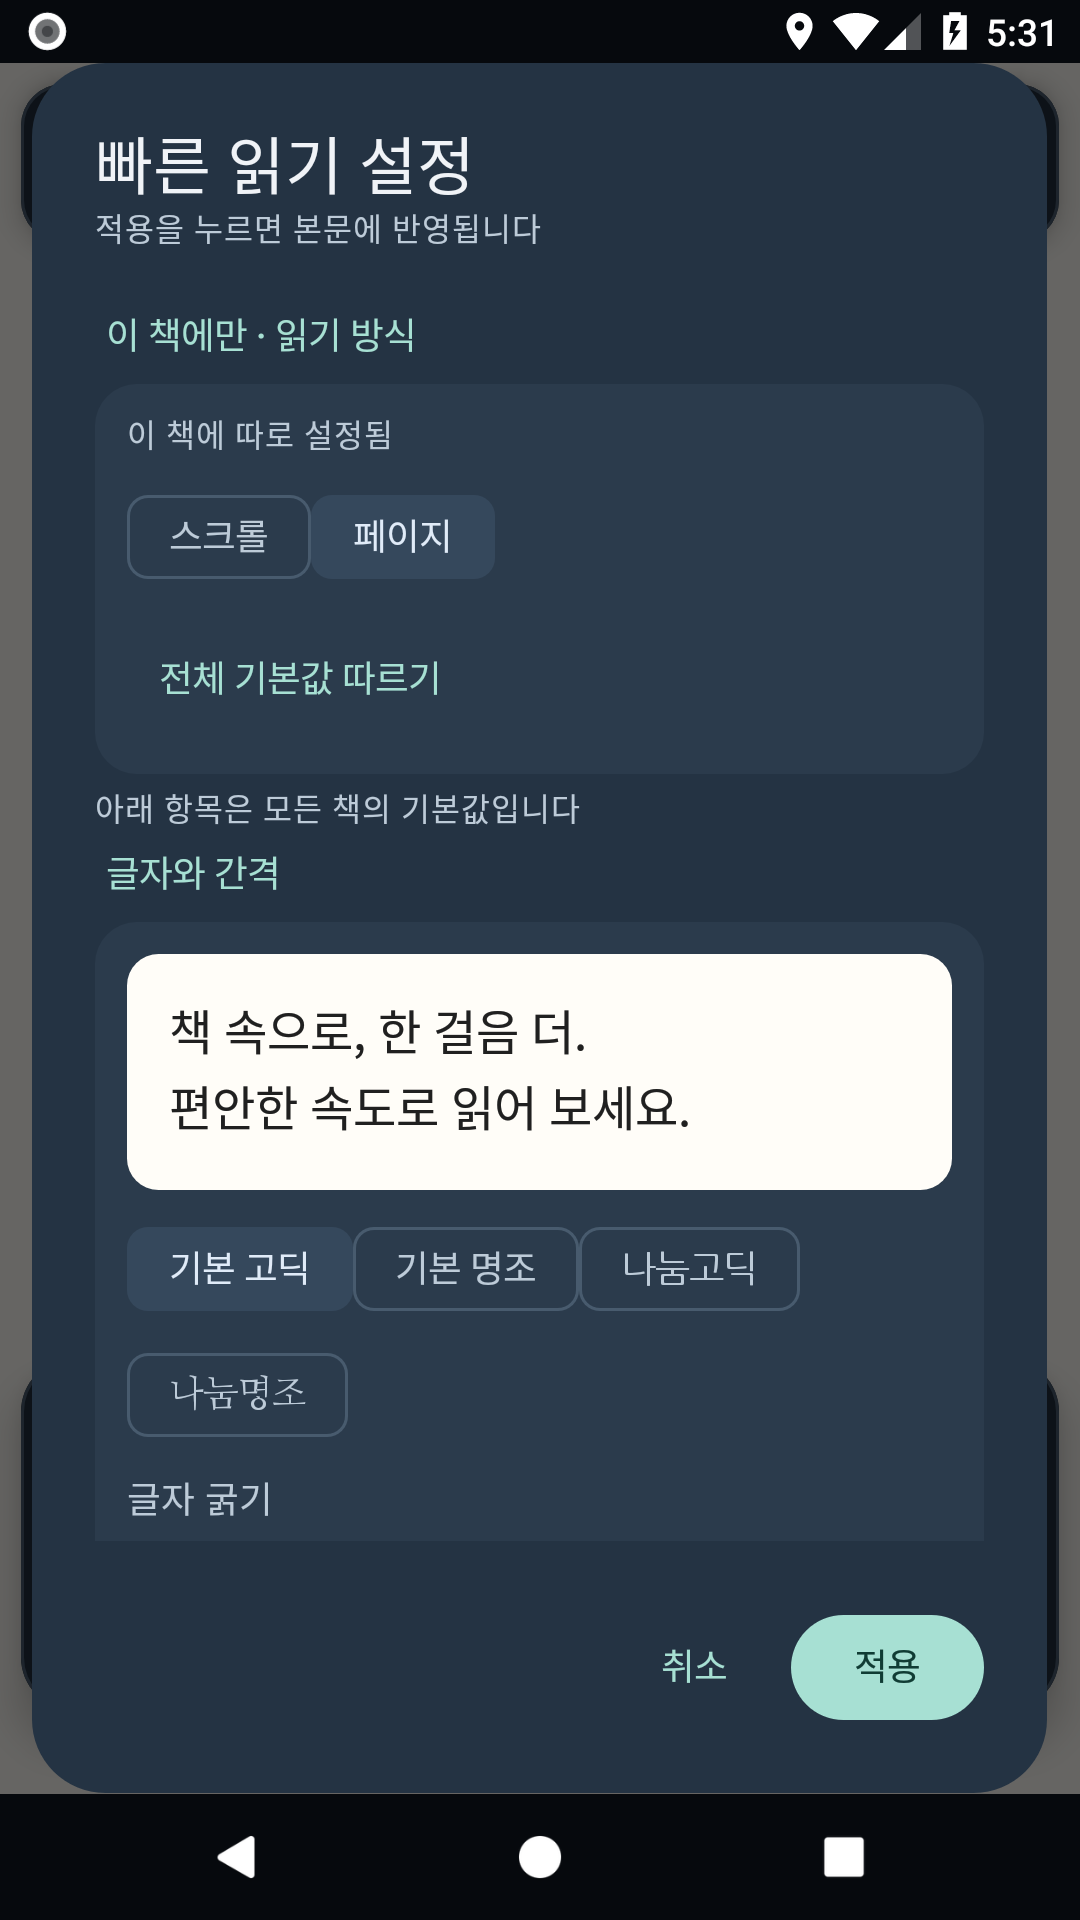 5:31
빠른 읽기 설정
적용을 누르면 본문에 반영됩니다
이 책에만 · 읽기 방식
이 책에 따로 설정됨
스크롤 페이지
전체 기본값 따르기
아래 항목은 모든 책의 기본값입니다
글자와 간격
책 속으로, 한 걸음 더.
편안한 속도로 읽어 보세요.
기본 고딕 기본 명조 나눔고딕
나눔명조
글자 굵기
취소 적용